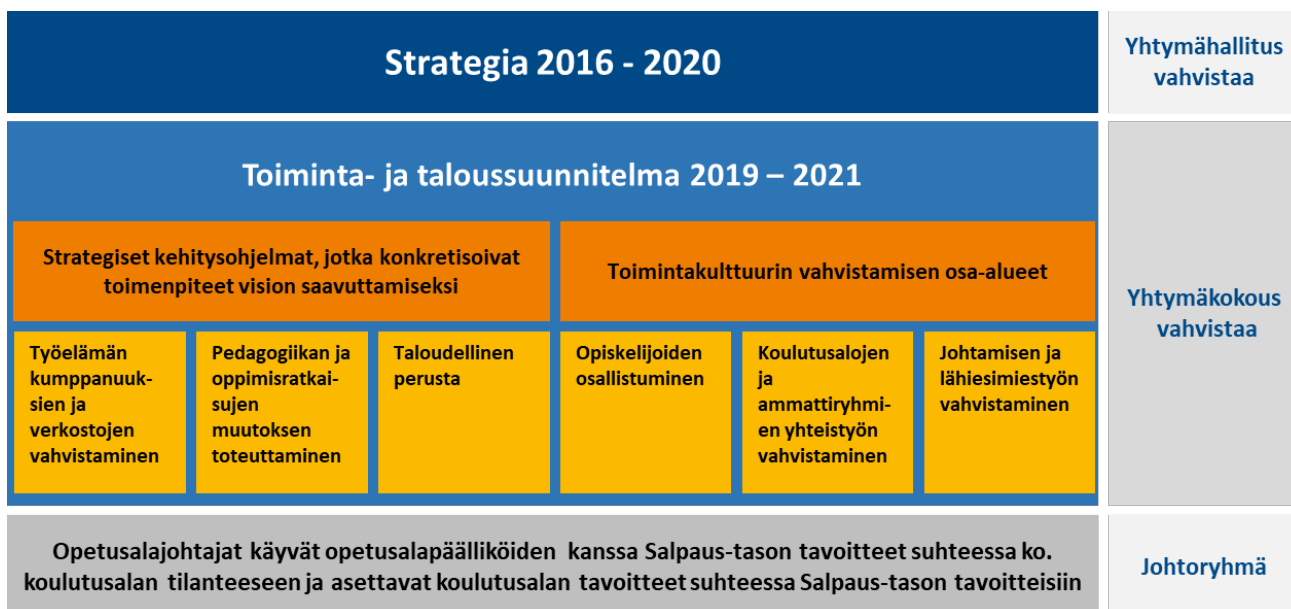 Strategia 2016 - 2020
Yhtymähallitus
vahvistaa
Toiminta- ja taloussuunnitelma 2019 – 2021
Strategiset kehitysohjelmat, jotka konkretisoivat
toimenpiteet vision saavuttamiseksi
Toimintakulttuurin vahvistamisen osa-alueet
Työelämän
kumppanuuk-
sien ja
verkostojen
vahvistaminen
Pedagogiikan ja
oppimisratkai-
sujen
muutoksen
toteuttaminen
Taloudellinen
perusta
Opiskelijoiden
osallistuminen
Koulutusalojen
ja
ammattiryhmi-
en yhteistyön
vahvistaminen
Johtamisen ja
lähiesimiestyön
vahvistaminen
Yhtymäkokous
vahvistaa
Opetusalajohtajat käyvät opetusalapäälliköiden kanssa Salpaus-tason tavoitteet suhteessa ko.
koulutusalan tilanteeseen ja asettavat koulutusalan tavoitteet suhteessa Salpaus-tason tavoitteisiin
Johtoryhmä